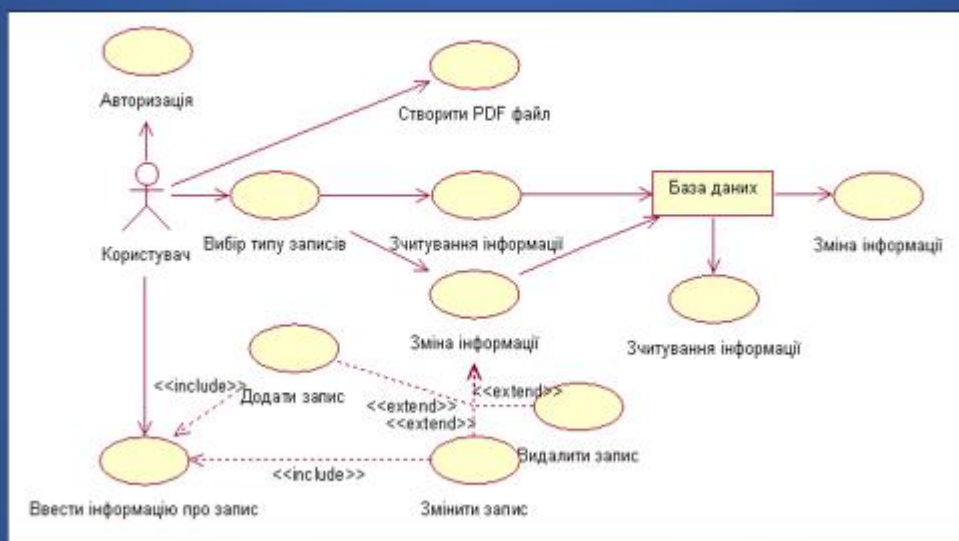 Авторизація
Створити PDF файл
База даних
Користувач
Вибір типу записів
Зчитування інформації
Зміна інформації
Зміна інформації
Зчитування інформації
<<include>>
Додати запис
<<extend>>
<<extend>>
<<extend>>
Видалити запис
<<include>>
Ввести інформацію про запис
Змінити запис